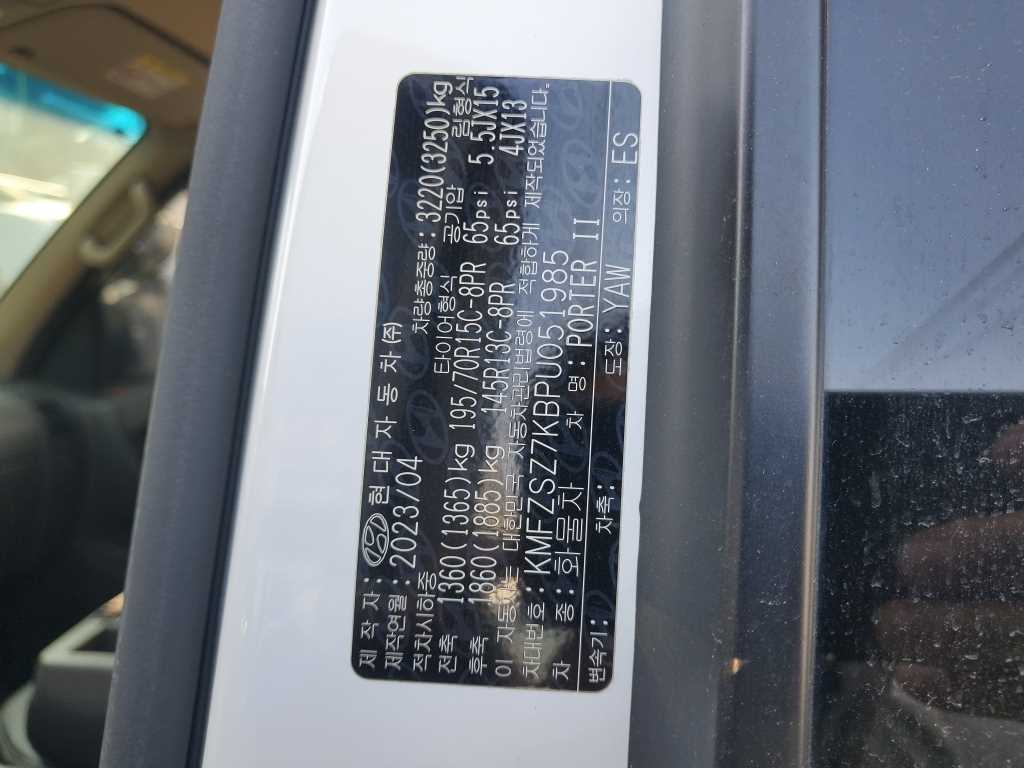 제 작 자 : 현 대 자 동 차 ㈜
제작연월 : 2023/04 차량총중량 : 3220(3250)kg
적차시하중 타이어형식 공기압 림형식
전축 1360(1365)kg 195/70R15C-8PR 65psi 5.5JX15
후축 1860(1885)kg 145R13C-8PR 65psi 4JX13
이 자동차는 대한민국 자동차관리법령에 적합하게 제작되었습니다.
차대번호 : KMFZSZ7KBPU051985
차 종 : 화물차 차 명 : PORTER II
변속기 : 차축 : 도장 : YAW 의장 : ES